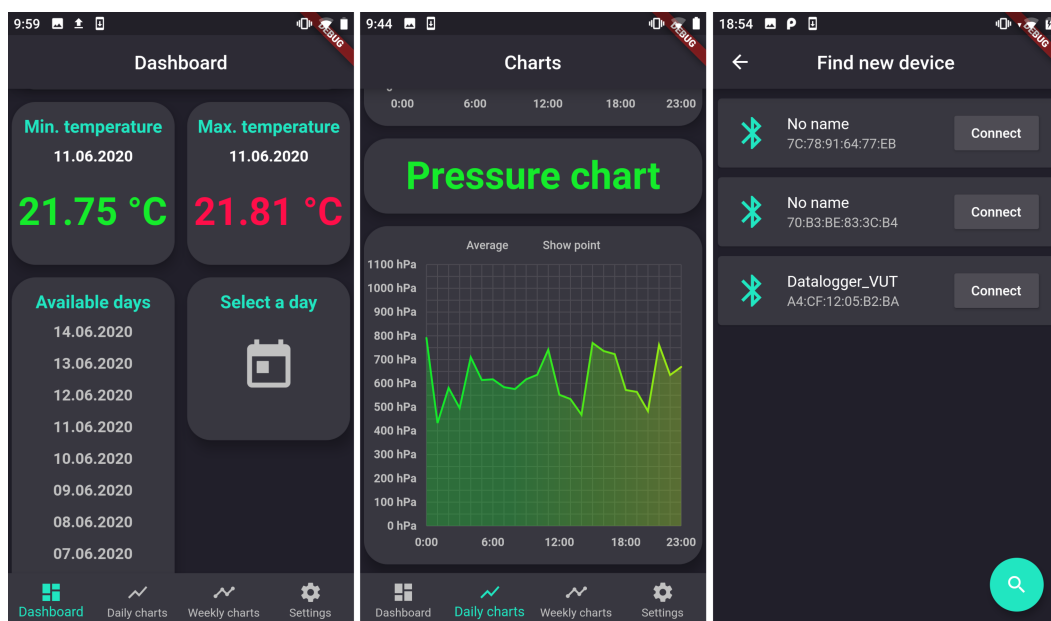 9:59
DEBUG
Dashboard
Min. temperature
11.06.2020
21.75 °C
Max. temperature
11.06.2020
21.81 °C
Available days
14.06.2020
13.06.2020
12.06.2020
11.06.2020
10.06.2020
09.06.2020
08.06.2020
07.06.2020
Select a day
Dashboard
Daily charts
Weekly charts
Settings
9:44
DEBUG
Charts
0:00 6:00 12:00 18:00 23:00
Pressure chart
Average Show point
1100 hPa
1000 hPa
900 hPa
800 hPa
700 hPa
600 hPa
500 hPa
400 hPa
300 hPa
200 hPa
100 hPa
0 hPa
0:00 6:00 12:00 18:00 23:00
Dashboard
Daily charts
Weekly charts
Settings
18:54
DEBUG
Find new device
No name
7C:78:91:64:77:EB
Connect
No name
70:B3:BE:83:3C:B4
Connect
Datalogger_VUT
A4:CF:12:05:B2:BA
Connect